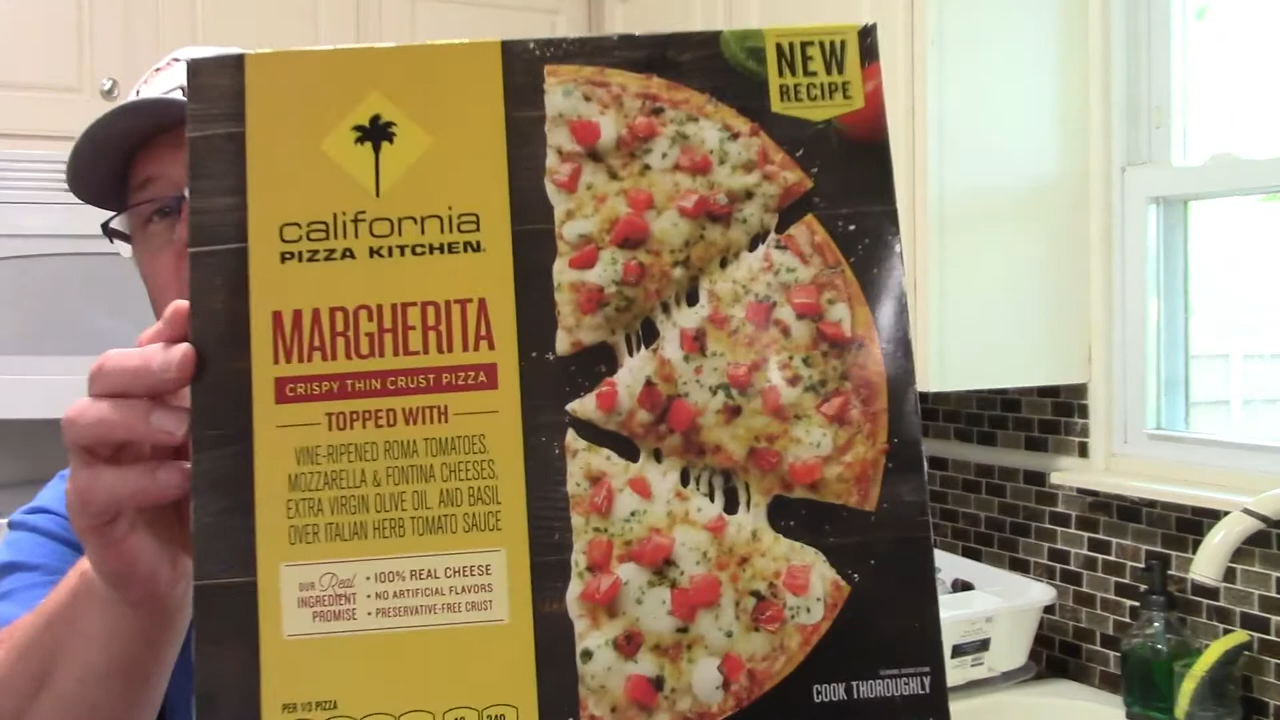 NEW
RECIPE
california
PIZZA KITCHEN
MARGHERITA
CRISPY THIN CRUST PIZZA
TOPPED WITH
VINE-RIPENED ROMA TOMATOES,
MOZZARELLA & FONTINA CHEESES,
EXTRA VIRGIN OLIVE OIL, AND BASIL
OVER ITALIAN HERB TOMATO SAUCE
OUR Real
INGREDIENT
PROMISE
• 100% REAL CHEESE
• NO ARTIFICIAL FLAVORS
• PRESERVATIVE-FREE CRUST
COOK THOROUGHLY
PER 1/3 PIZZA